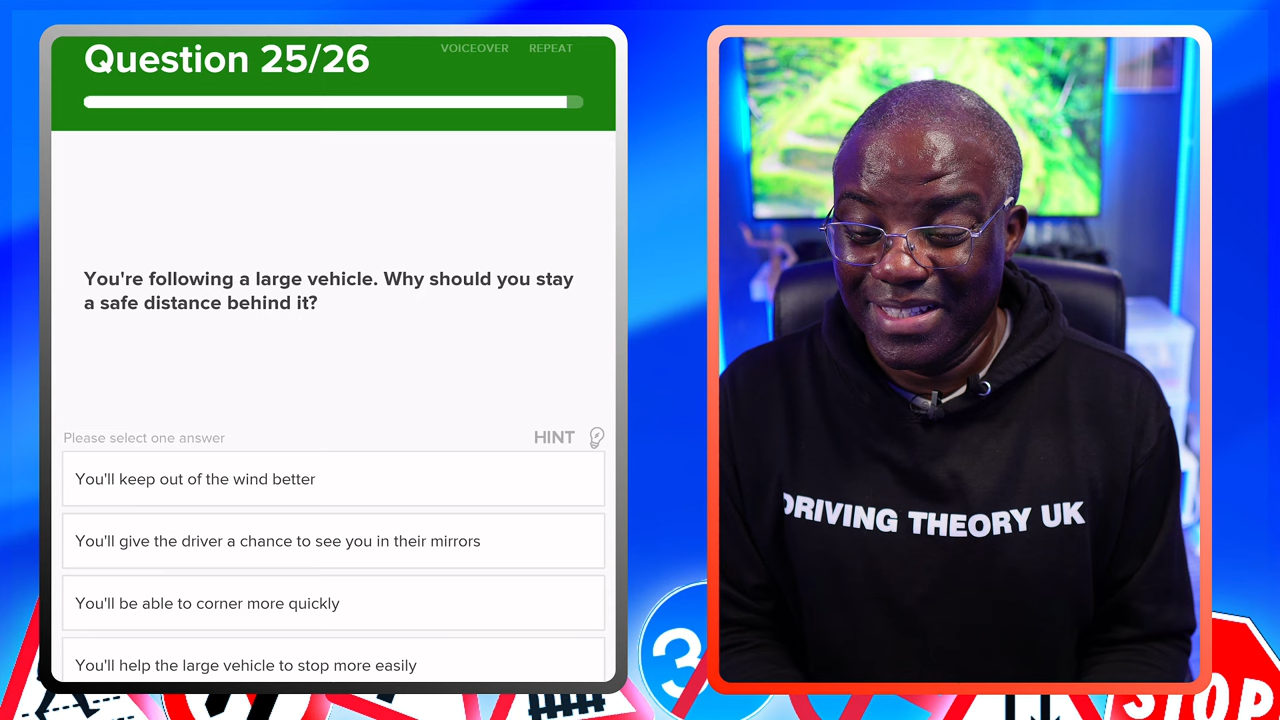 Question 25/26
VOICEOVER REPEAT
You're following a large vehicle. Why should you stay
a safe distance behind it?
Please select one answer
HINT
You'll keep out of the wind better
You'll give the driver a chance to see you in their mirrors
You'll be able to corner more quickly
You'll help the large vehicle to stop more easily
DRIVING THEORY UK
3
STOP